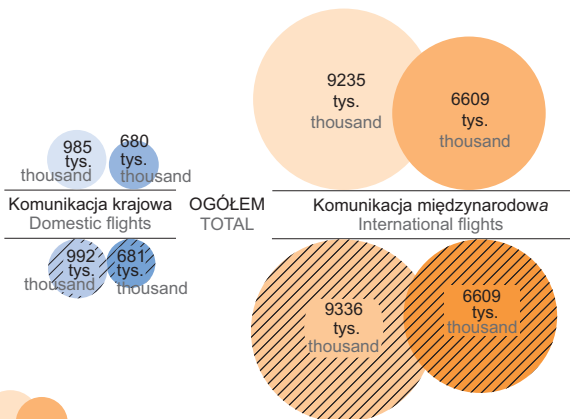 9235
tys.
thousand
6609
tys.
thousand
985
tys.
thousand
680
tys.
thousand
Komunikacja krajowa
Domestic flights
OGÓŁEM
TOTAL
Komunikacja międzynarodowa
International flights
992
tys.
thousand
681
tys.
thousand
9336
tys.
thousand
6609
tys.
thousand